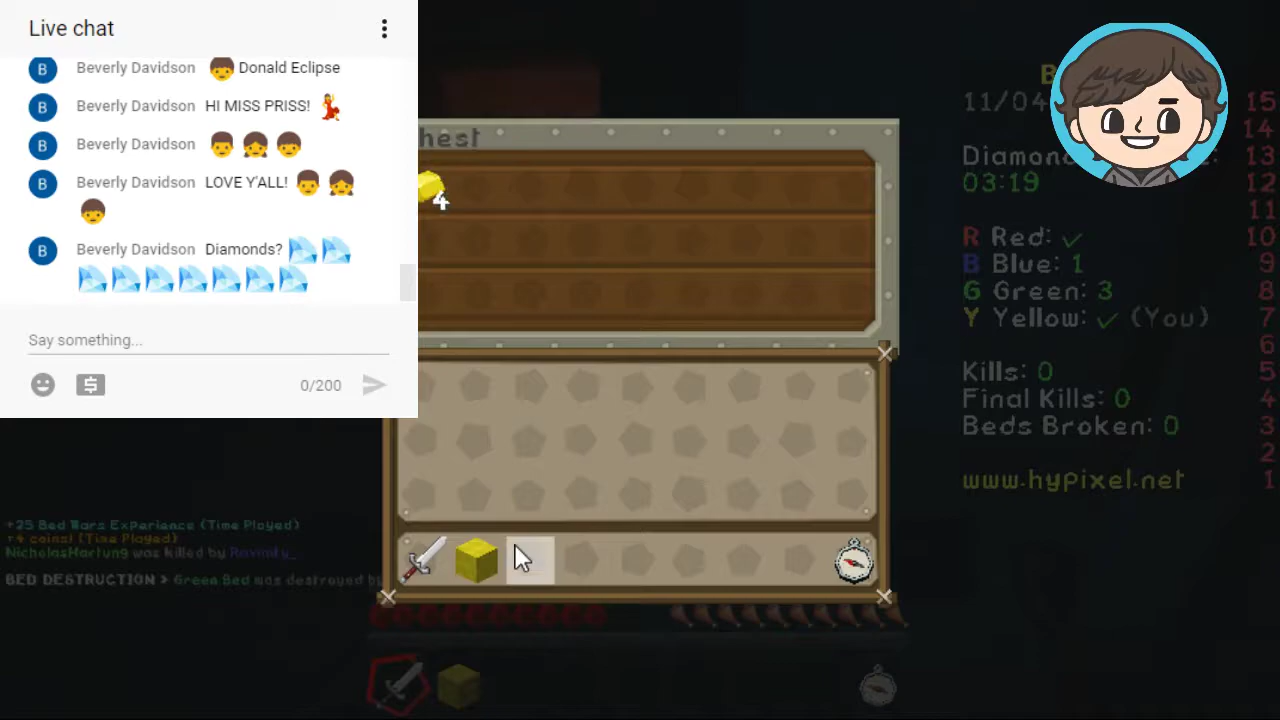 Live chat
B Beverly Davidson 👦 Donald Eclipse
B Beverly Davidson HI MISS PRISS! 💃
B Beverly Davidson 👨 👧 👦
B Beverly Davidson LOVE Y'ALL! 👨 👧
👦
B Beverly Davidson Diamonds? 💎 💎
💎 💎 💎 💎 💎 💎 💎
Say something...
0/200
hest
4
B
11/04
Diamon
03:19
R Red: ✓
B Blue: 1
G Green: 3
Y Yellow: ✓ (You)
Kills: 0
Final Kills: 0
Beds Broken: 0
www.hypixel.net
15
14
13
12
11
10
9
8
7
6
5
4
3
2
1
+25 Bed Wars Experience (Time Played)
+4 coins! (Time Played)
NicholasHartung was killed by
BED DESTRUCTION > Green Bed was destroyed by